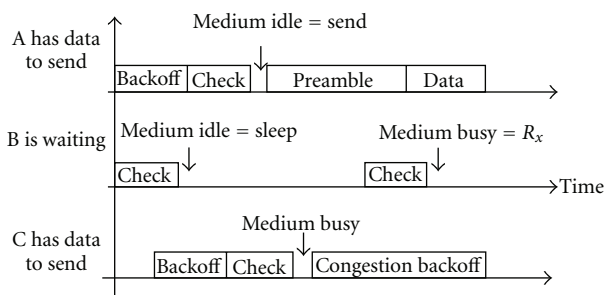 Medium idle = send
A has data
to send
Backoff Check Preamble Data
B is waiting
Medium idle = sleep
Medium busy = Rx
Check Check
Time
C has data
to send
Medium busy
Backoff Check Congestion backoff